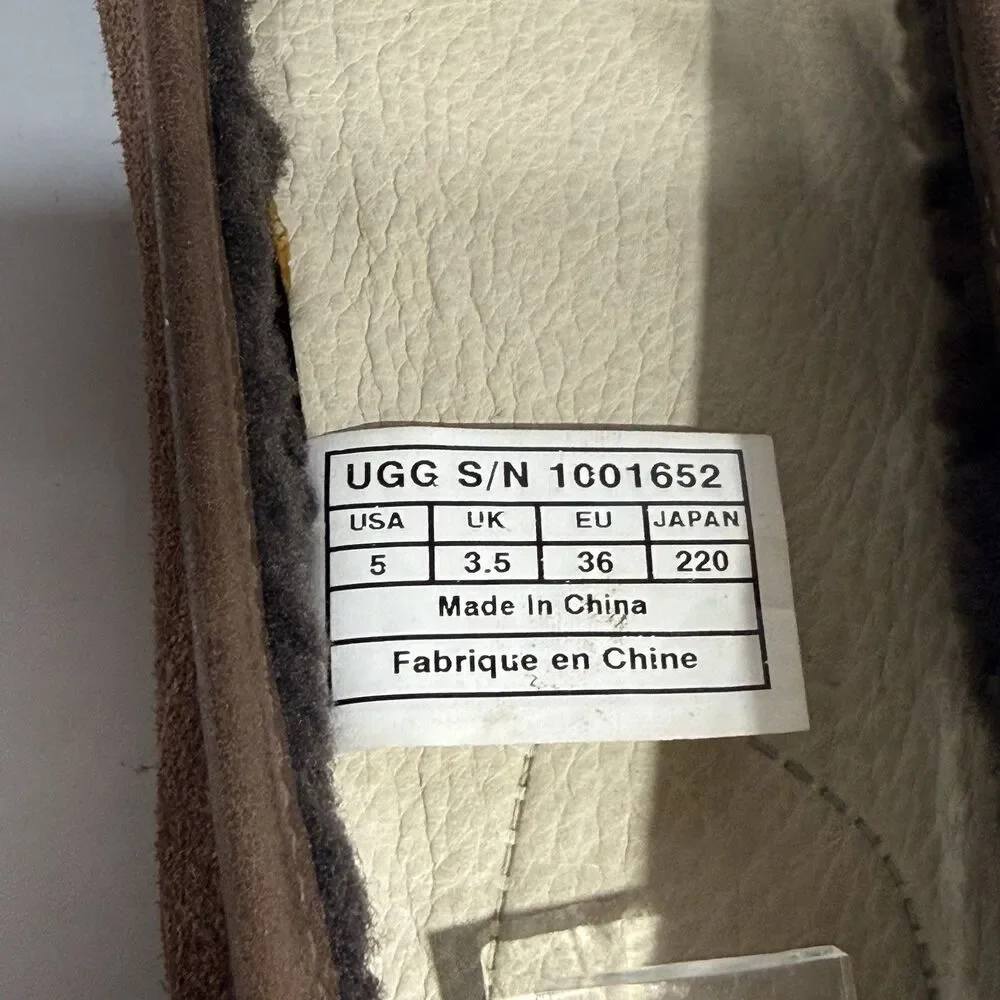 UGG S/N 1001652
USA UK EU JAPAN
5 3.5 36 220
Made In China
Fabrique en Chine